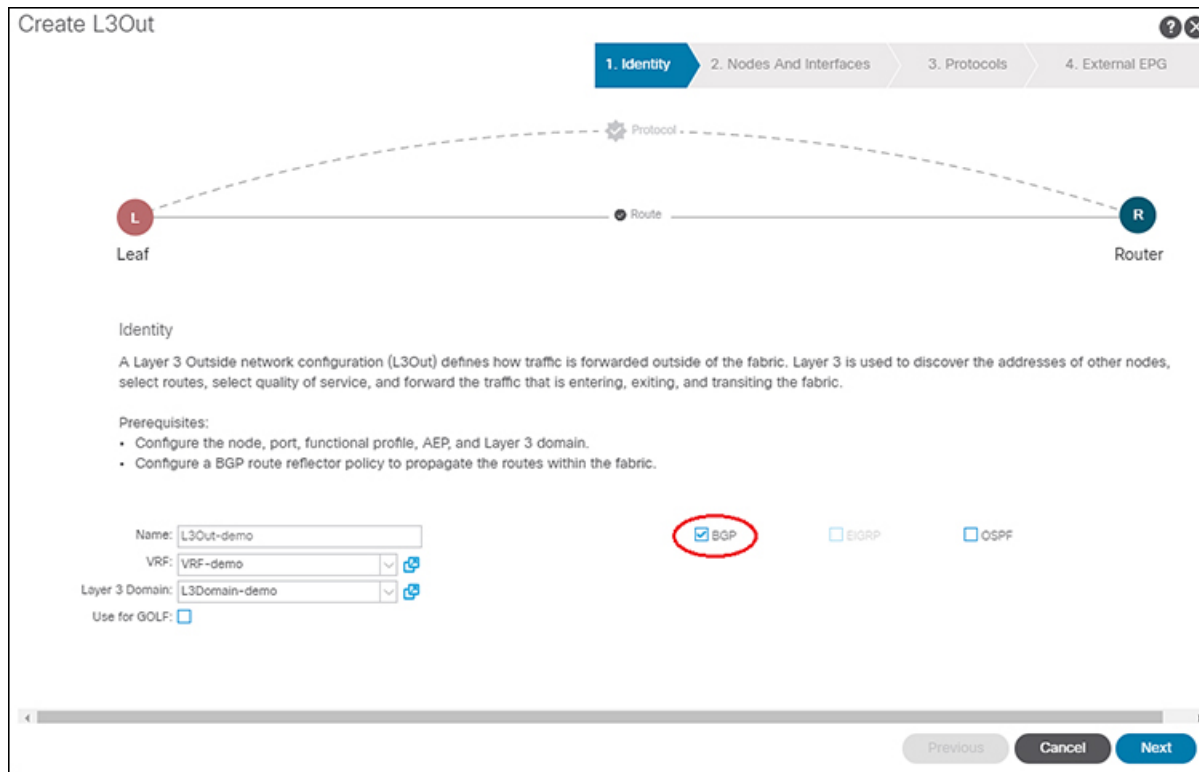 Create L3Out
?
1. Identity
2. Nodes And Interfaces
3. Protocols
4. External EPG
Protocol
L
Route
R
Leaf
Router
Identity
A Layer 3 Outside network configuration (L3Out) defines how traffic is forwarded outside of the fabric. Layer 3 is used to discover the addresses of other nodes,
select routes, select quality of service, and forward the traffic that is entering, exiting, and transiting the fabric.
Prerequisites:
• Configure the node, port, functional profile, AEP, and Layer 3 domain.
• Configure a BGP route reflector policy to propagate the routes within the fabric.
Name: L3Out-demo
BGP
EIGRP
OSPF
VRF: VRF-demo
Layer 3 Domain: L3Domain-demo
Use for GOLF:
Previous
Cancel
Next